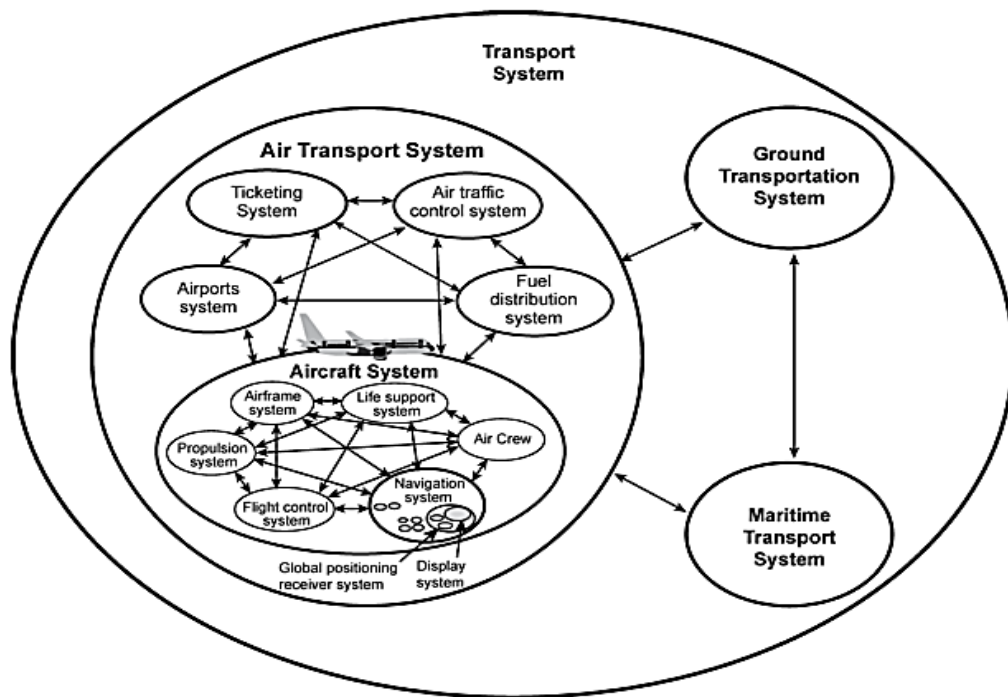 Transport
System
Air Transport System
Ground
Transportation
System
Ticketing
System
Air traffic
control system
Airports
system
Fuel
distribution
system
Aircraft System
Airframe
system
Life support
system
Propulsion
system
Air Crew
Flight control
system
Navigation
system
Global positioning
receiver system
Display
system
Maritime
Transport
System